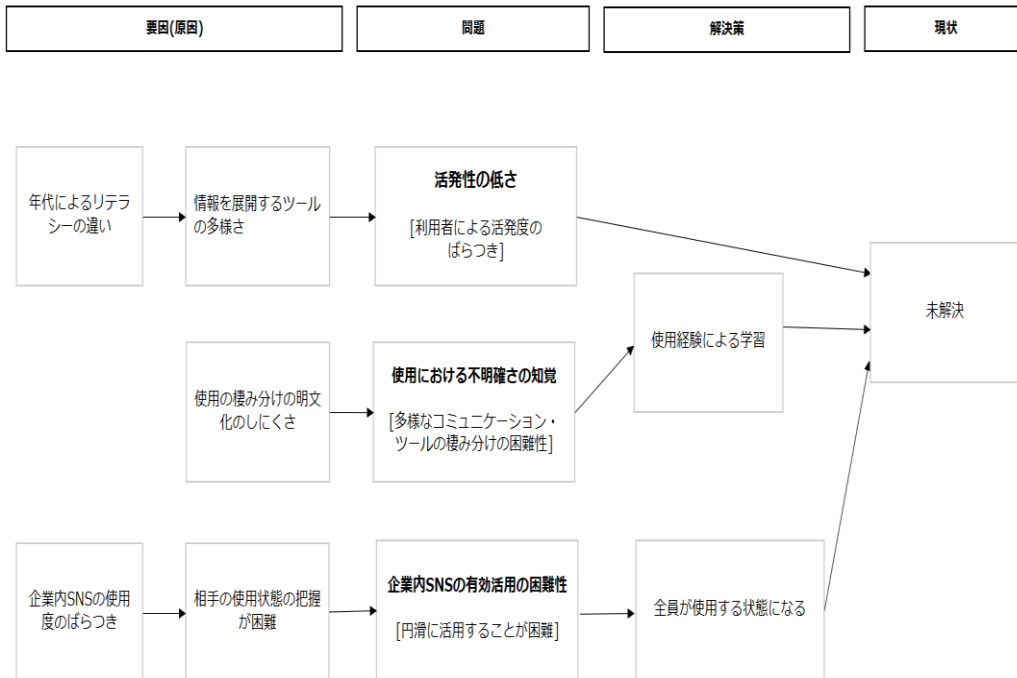 要因(原因)
問題
解決策
現状
年代によるリテラ
シーの違い
情報を展開するツール
の多様さ
活発性の低さ
[利用者による活発度の
ばらつき]
未解決
使用経験による学習
使用の棲み分けの明文
化のしにくさ
使用における不明確さの知覚
[多様なコミュニケーション・
ツールの棲み分けの困難性]
企業内SNSの使用
度のばらつき
相手の使用状態の把握
が困難
企業内SNSの有効活用の困難性
[円滑に活用することが困難]
全員が使用する状態になる